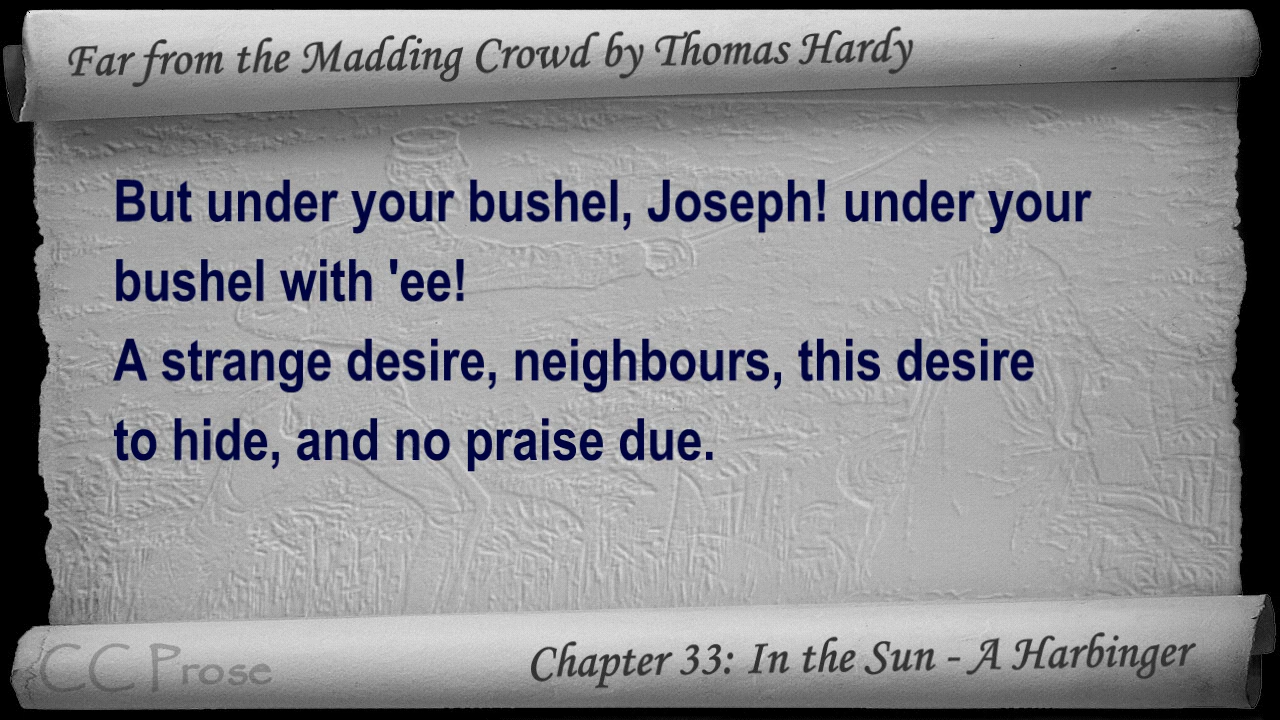 Far from the Madding Crowd by Thomas Hardy
But under your bushel, Joseph! under your
bushel with 'ee!
A strange desire, neighbours, this desire
to hide, and no praise due.
CC Prose
Chapter 33: In the Sun - A Harbinger